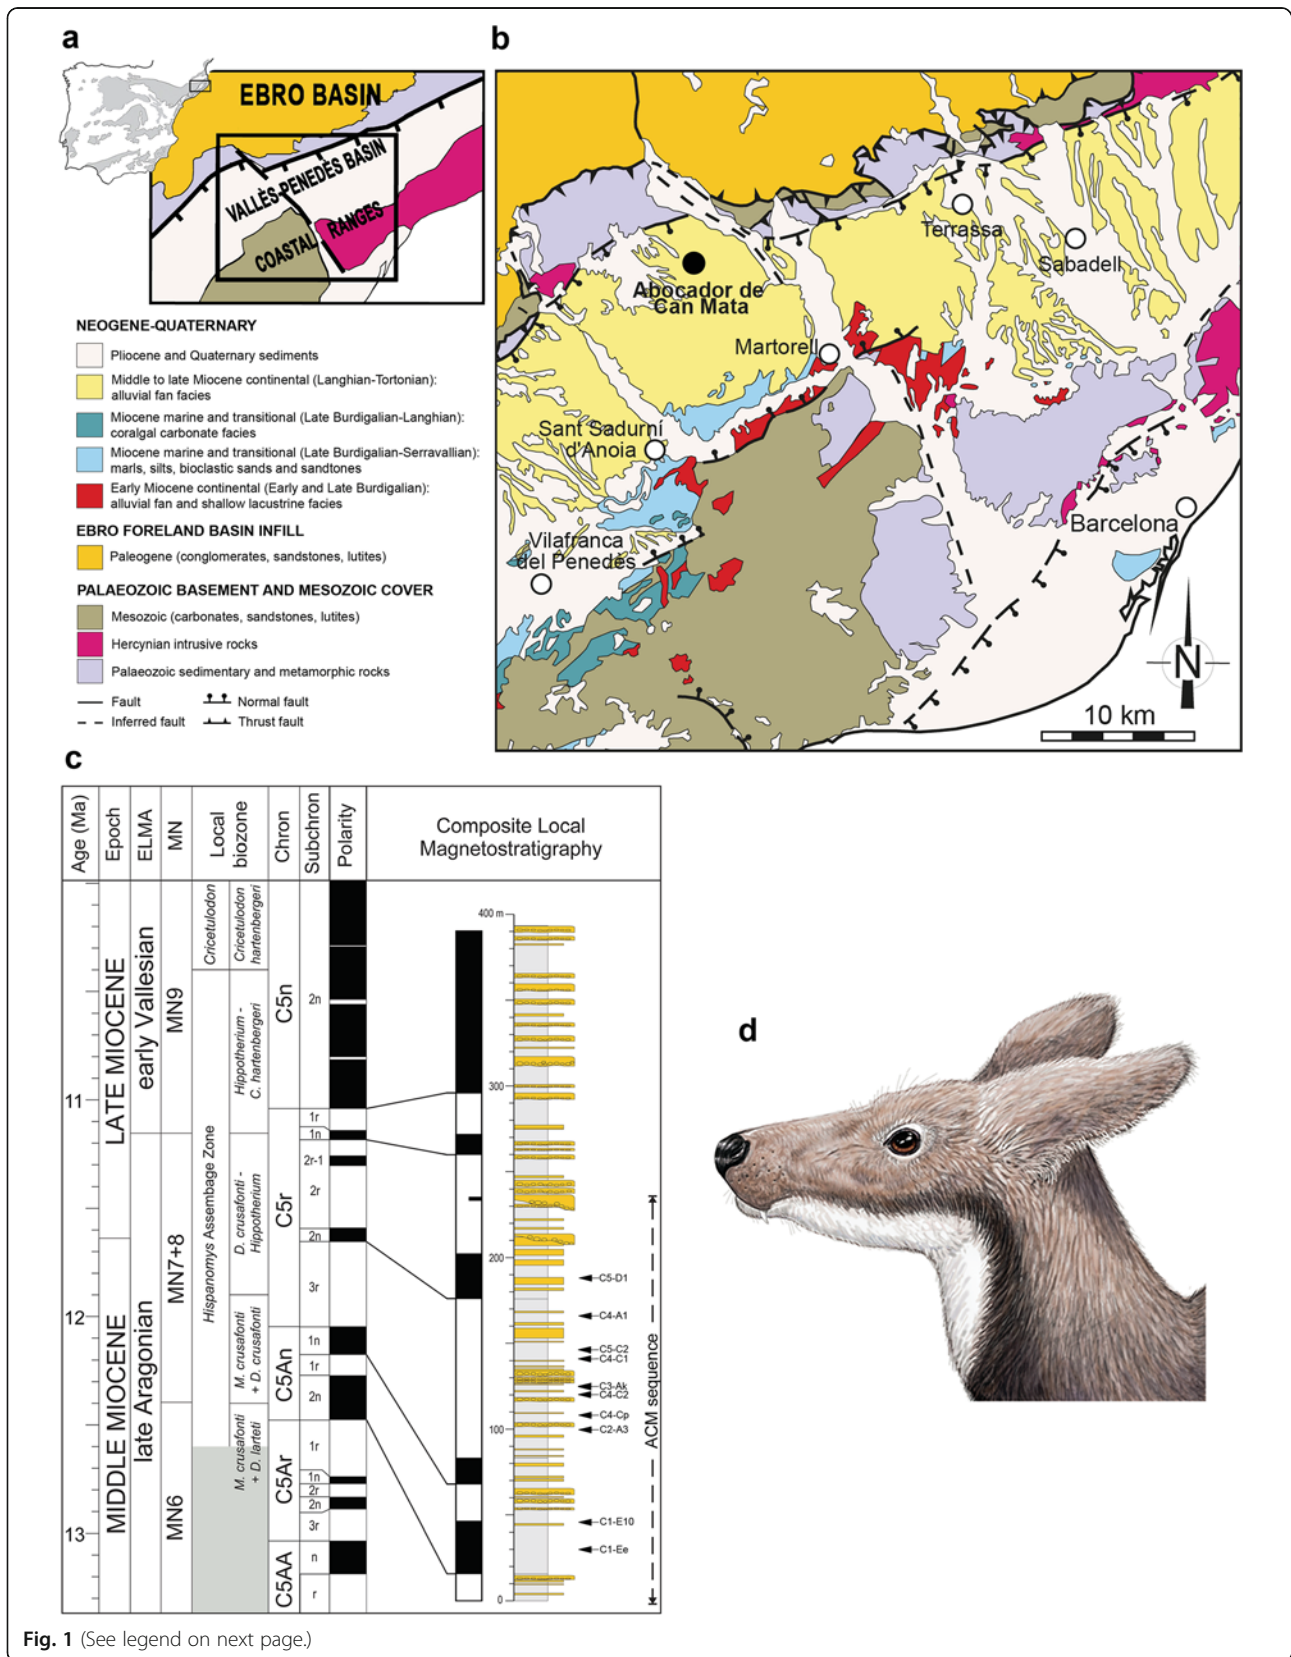 a
EBRO BASIN
VALLÈS-PENEDÈS BASIN
COASTAL
RANGES
NEOGENE-QUATERNARY
Pliocene and Quaternary sediments
Middle to late Miocene continental (Langhian-Tortonian):
alluvial fan facies
Miocene marine and transitional (Late Burdigalian-Langhian):
coralgal carbonate facies
Miocene marine and transitional (Late Burdigalian-Serravallian):
marls, silts, bioclastic sands and sandtones
Early Miocene continental (Early and Late Burdigalian):
alluvial fan and shallow lacustrine facies
EBRO FORELAND BASIN INFILL
Paleogene (conglomerates, sandstones, lutites)
PALAEOZOIC BASEMENT AND MESOZOIC COVER
Mesozoic (carbonates, sandstones, lutites)
Hercynian intrusive rocks
Palaeozoic sedimentary and metamorphic rocks
Fault
Normal fault
Inferred fault
Thrust fault
b
Terrassa
Sabadell
Abocador de
Can Mata
Martorell
Sant Sadurní
d'Anoia
Vilafranca
del Penedès
Barcelona
N
10 km
c
Age (Ma)
Epoch
ELMA
MN
Local
biozone
Chron
Subchron
Polarity
Composite Local
Magnetostratigraphy
11
12
13
LATE MIOCENE
MIDDLE MIOCENE
early Vallesian
late Aragonian
MN9
MN7+8
MN6
Cricetulodon
Hispanomys Assembage Zone
Cricetulodon
hartenbergeri
Hippotherium -
C. hartenbergeri
D. crusafonti -
Hippotherium
M. crusafonti
+ D. crusafonti
M. crusafonti
+ D. larteti
C5n
C5r
C5An
C5Ar
C5AA
2n
1r
1n
2r-1
2r
2n
3r
1n
1r
2n
1r
1n
2r
2n
3r
n
r
400 m
300
200
100
0
C5-D1
C4-A1
C5-C2
C4-C1
C3-Ak
C4-C2
C4-Cp
C2-A3
C1-E10
C1-Ee
ACM sequence
d
Fig. 1 (See legend on next page.)